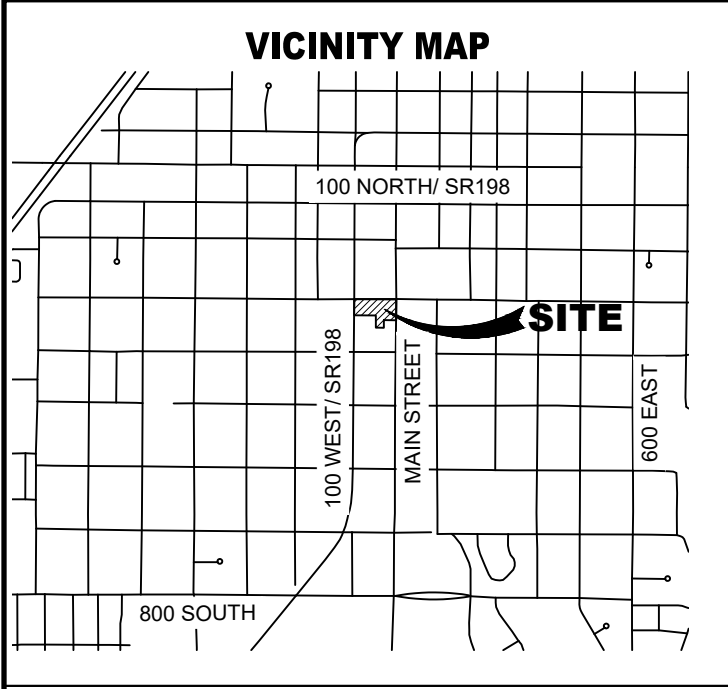 VICINITY MAP
100 NORTH/ SR198
SITE
100 WEST/ SR198
MAIN STREET
600 EAST
800 SOUTH